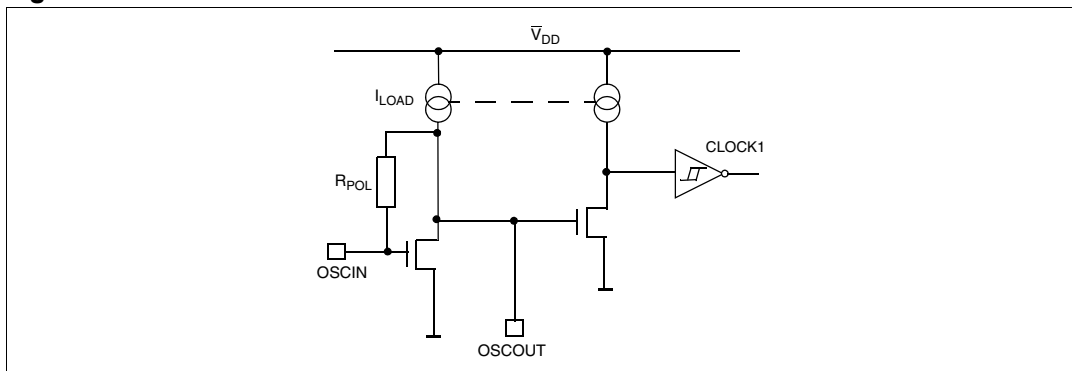 V̅DD
ILOAD
CLOCK1
RPOL
OSCIN
OSCOUT